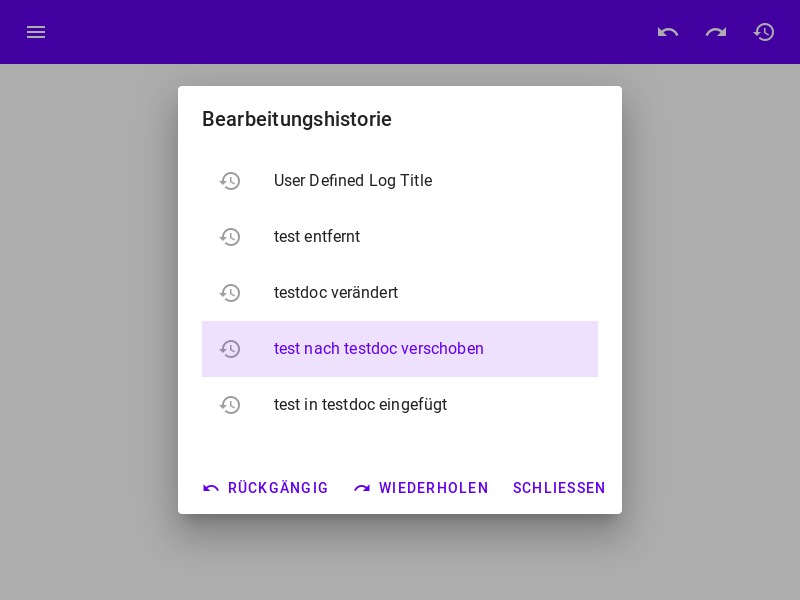 Bearbeitungshistorie
User Defined Log Title
test entfernt
testdoc verändert
test nach testdoc verschoben
test in testdoc eingefügt
RÜCKGÄNGIG WIEDERHOLEN SCHLIESSEN